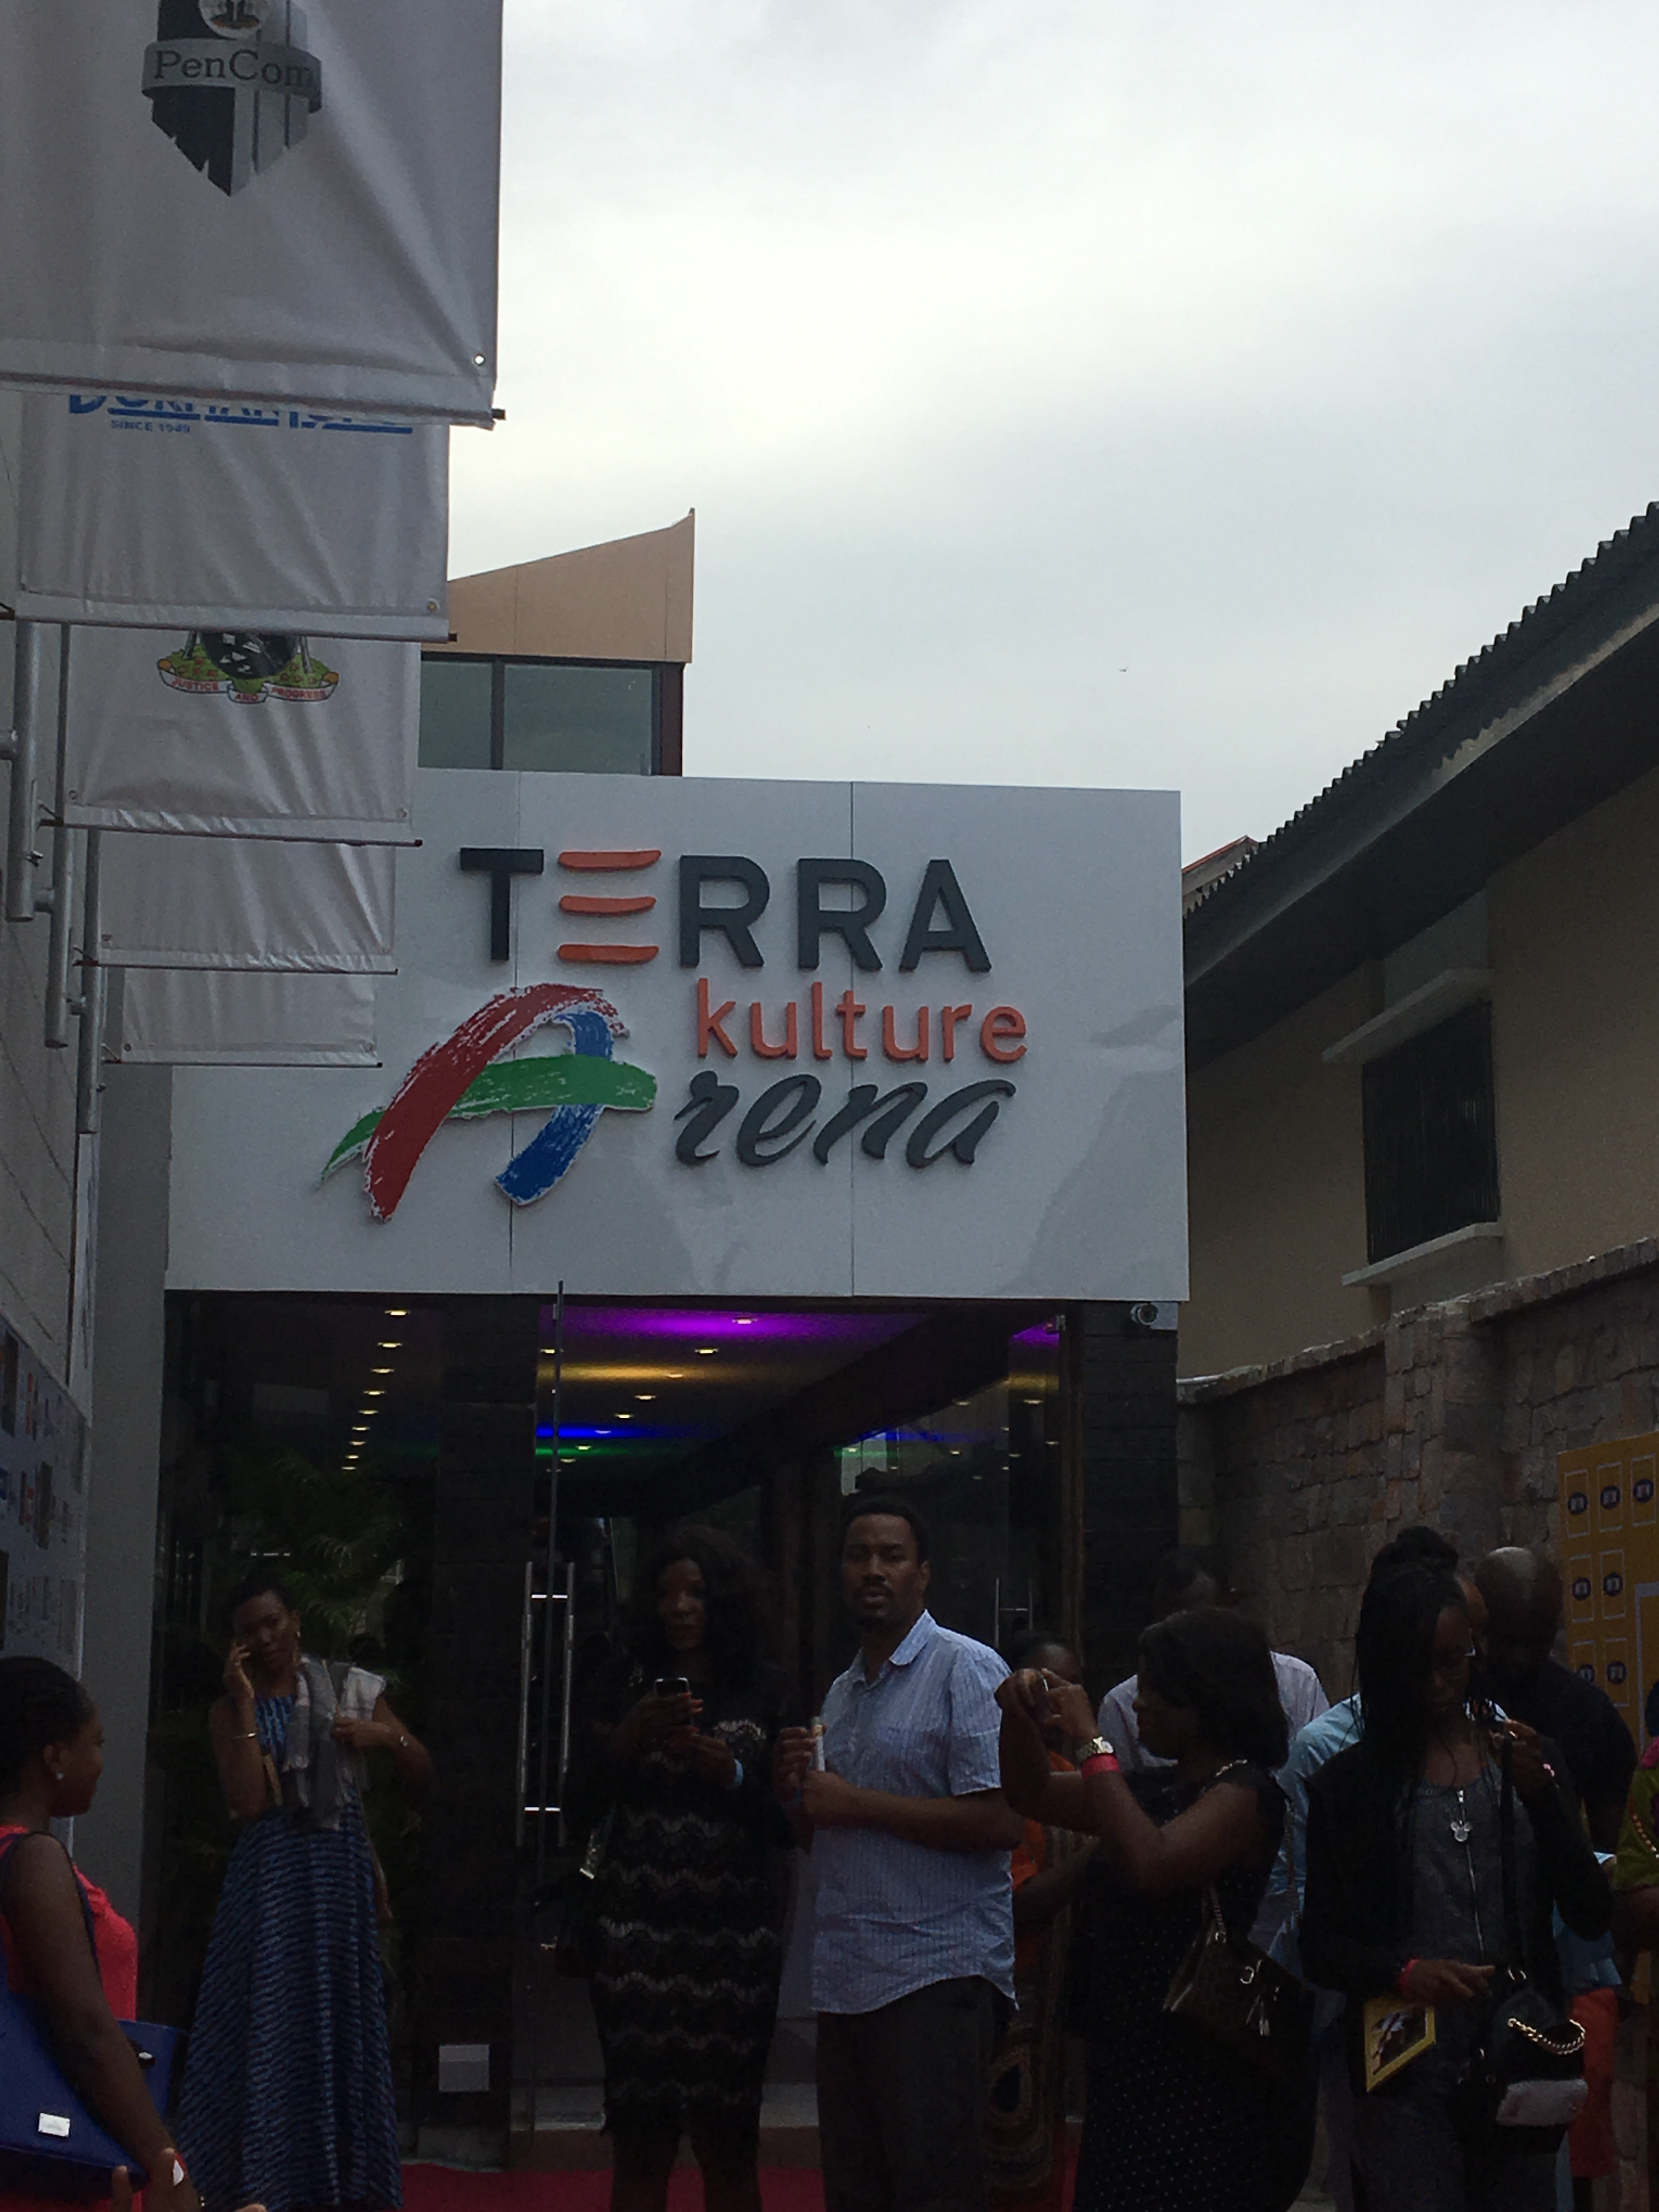 PenCom
SINCE 1949
JUSTICE AND PROGRESS
TERRA
kulture
Arena